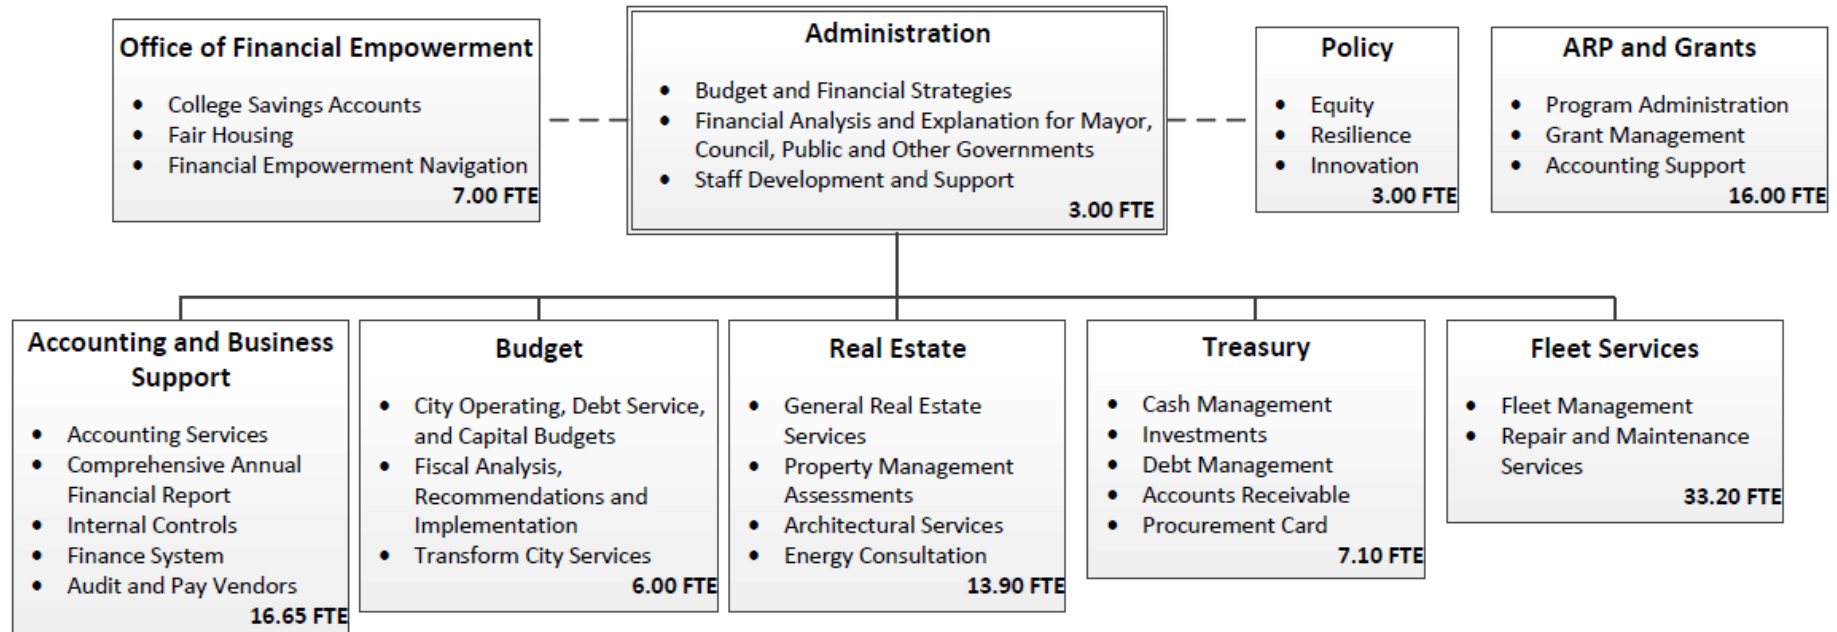 Office of Financial Empowerment
• College Savings Accounts
• Fair Housing
• Financial Empowerment Navigation
7.00 FTE
Administration
• Budget and Financial Strategies
• Financial Analysis and Explanation for Mayor,
Council, Public and Other Governments
• Staff Development and Support
3.00 FTE
Policy
• Equity
• Resilience
• Innovation
3.00 FTE
ARP and Grants
• Program Administration
• Grant Management
• Accounting Support
16.00 FTE
Accounting and Business
Support
• Accounting Services
• Comprehensive Annual
Financial Report
• Internal Controls
• Finance System
• Audit and Pay Vendors
16.65 FTE
Budget
• City Operating, Debt Service,
and Capital Budgets
• Fiscal Analysis,
Recommendations and
Implementation
• Transform City Services
6.00 FTE
Real Estate
• General Real Estate
Services
• Property Management
Assessments
• Architectural Services
• Energy Consultation
13.90 FTE
Treasury
• Cash Management
• Investments
• Debt Management
• Accounts Receivable
• Procurement Card
7.10 FTE
Fleet Services
• Fleet Management
• Repair and Maintenance
Services
33.20 FTE